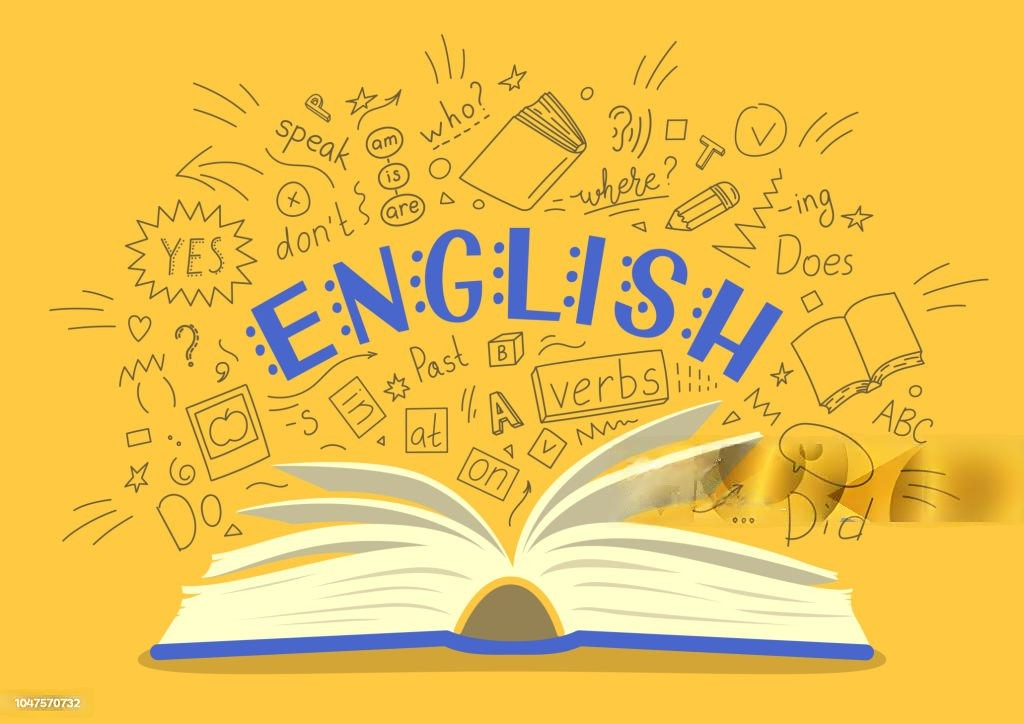 P
speak
who?
am
is
are
don't
where?
T
-ing
Does
YES
ENGLISH
?
Past
B
verbs
-s
in
at
A
ABC
on
Do
...
Did
1047570732